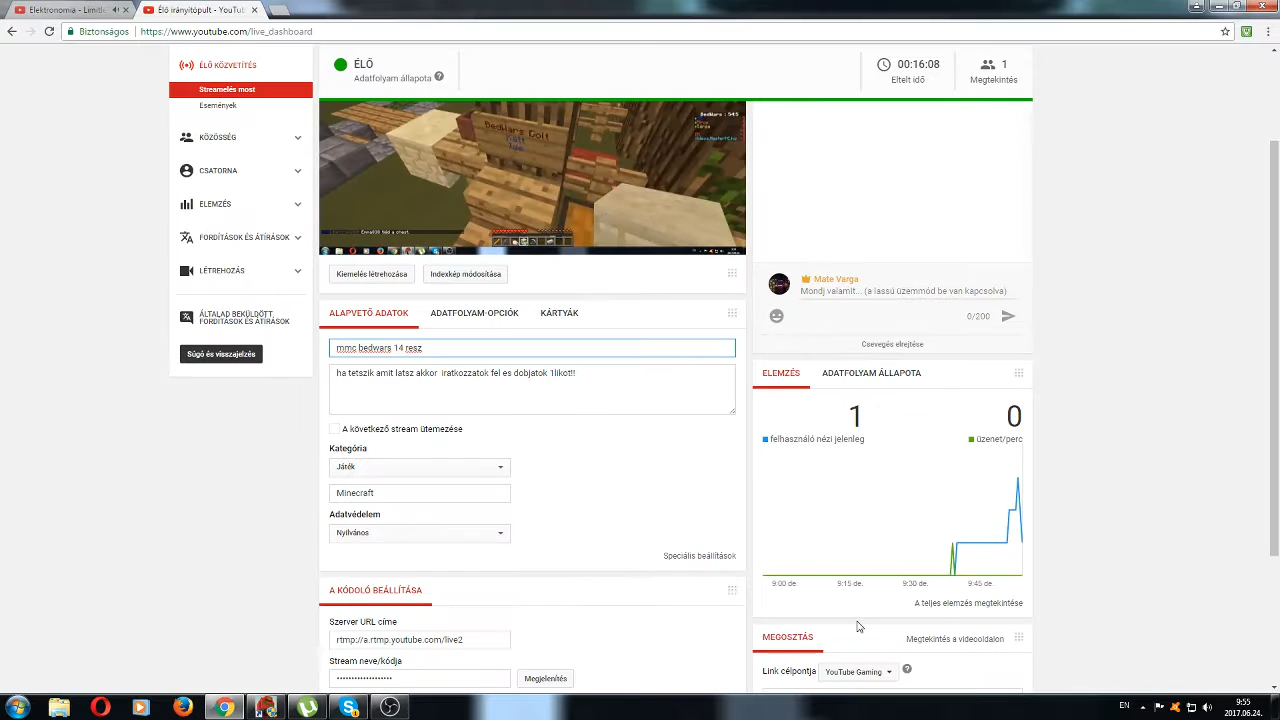 Elektronomia - Limitle
Élő irányítópult - YouT
Biztonságos
https://www.youtube.com/live_dashboard
ÉLŐ KÖZVETÍTÉS
Streamelés most
Események
KÖZÖSSÉG
CSATORNA
ELEMZÉS
FORDÍTÁSOK ÉS ÁTÍRÁSOK
LÉTREHOZÁS
ÁLTALAD BEKÜLDÖTT
FORDÍTÁSOK ÉS ÁTÍRÁSOK
Súgó és visszajelzés
ÉLŐ
Adatfolyam állapota
00:16:08
Eltelt idő
1
Megtekintés
BedWars Solt
Kiemelés létrehozása
Indexkép módosítása
ALAPVETŐ ADATOK
ADATFOLYAM-OPCIÓK
KÁRTYÁK
mmc bedwars 14 resz
ha tetszik amit latsz akkor iratkozzatok fel es dobjatok 1likot!!
A következő stream ütemezése
Kategória
Játék
Minecraft
Adatvédelem
Nyilvános
Speciális beállítások
A KÓDOLÓ BEÁLLÍTÁSA
Szerver URL címe
rtmp://a.rtmp.youtube.com/live2
Stream neve/kódja
Megjelenítés
Mate Varga
Mondj valamit... (a lassú üzemmód be van kapcsolva)
0/200
Csevegés elrejtése
ELEMZÉS
ADATFOLYAM ÁLLAPOTA
1
felhasználó nézi jelenleg
0
üzenet/perc
9:00 de.
9:15 de.
9:30 de.
9:45 de.
A teljes elemzés megtekintése
MEGOSZTÁS
Megtekintés a videooldalon
Link célpontja
YouTube Gaming
EN
9:55
2017.06.24.